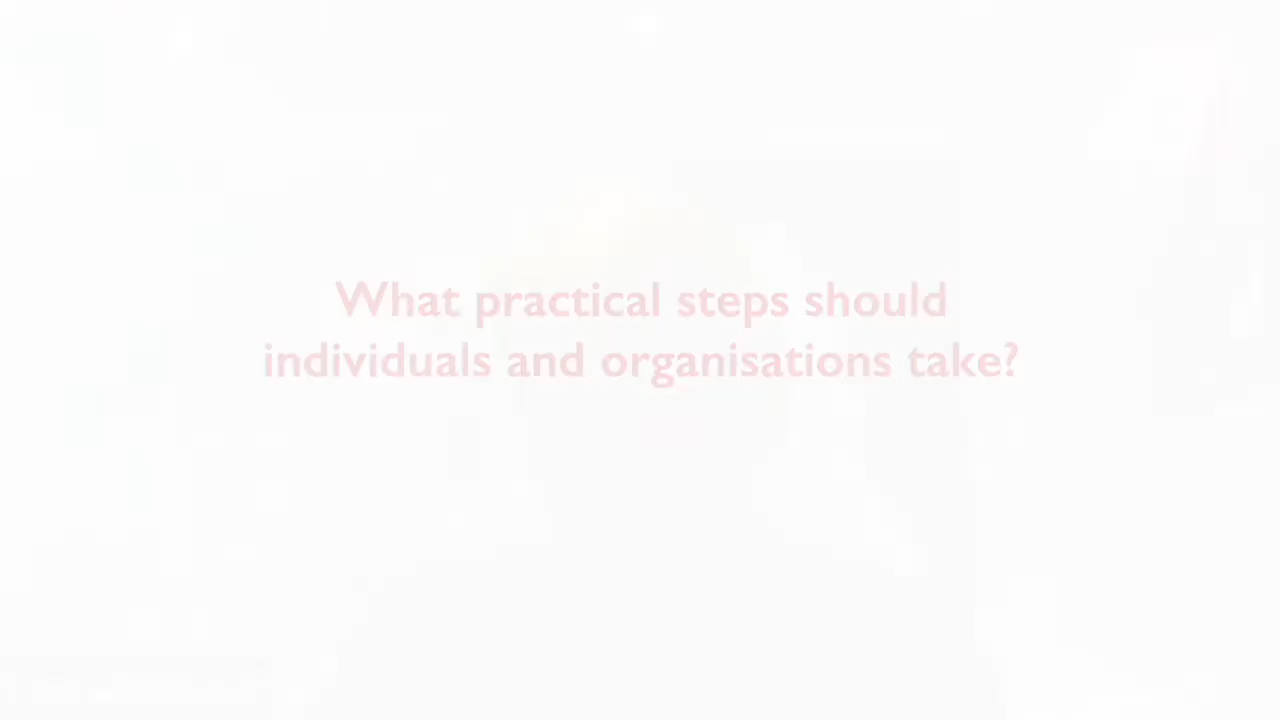 What practical steps should
individuals and organisations take?